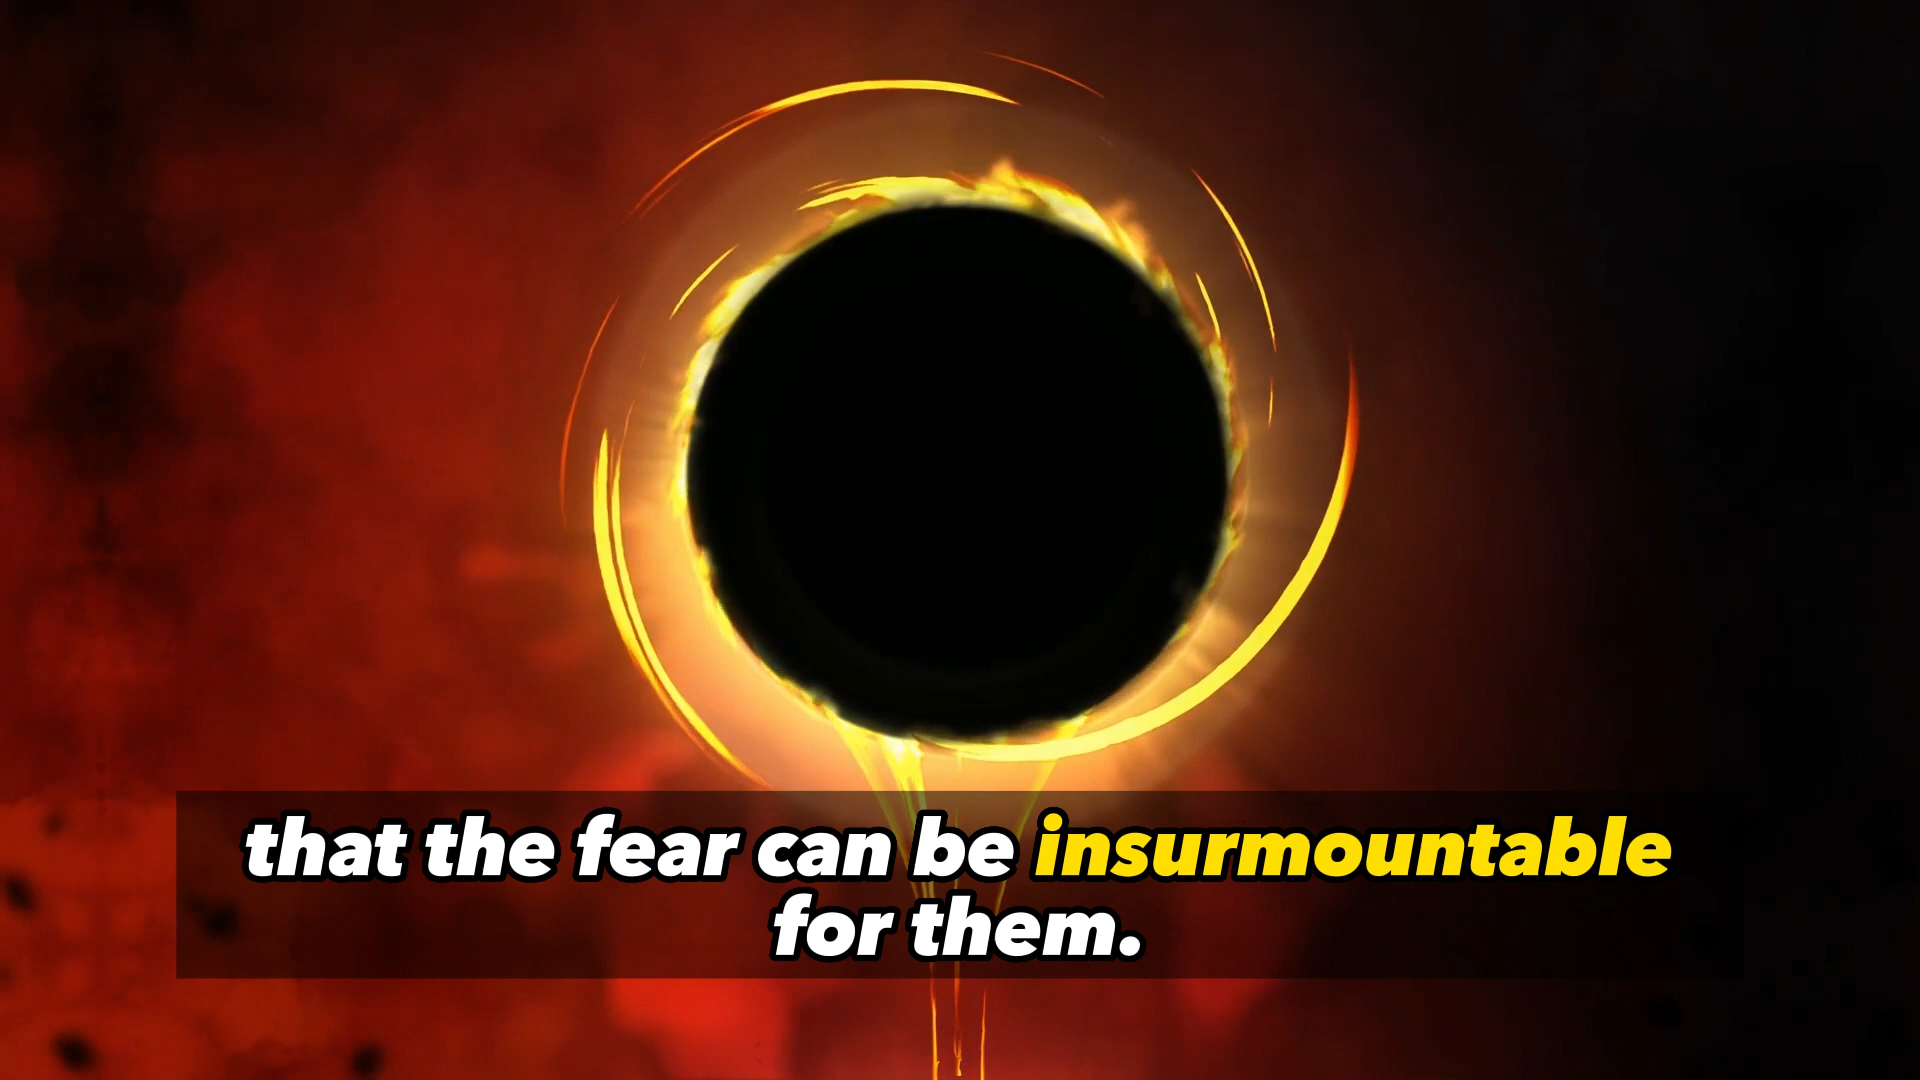 that the fear can be insurmountable
for them.